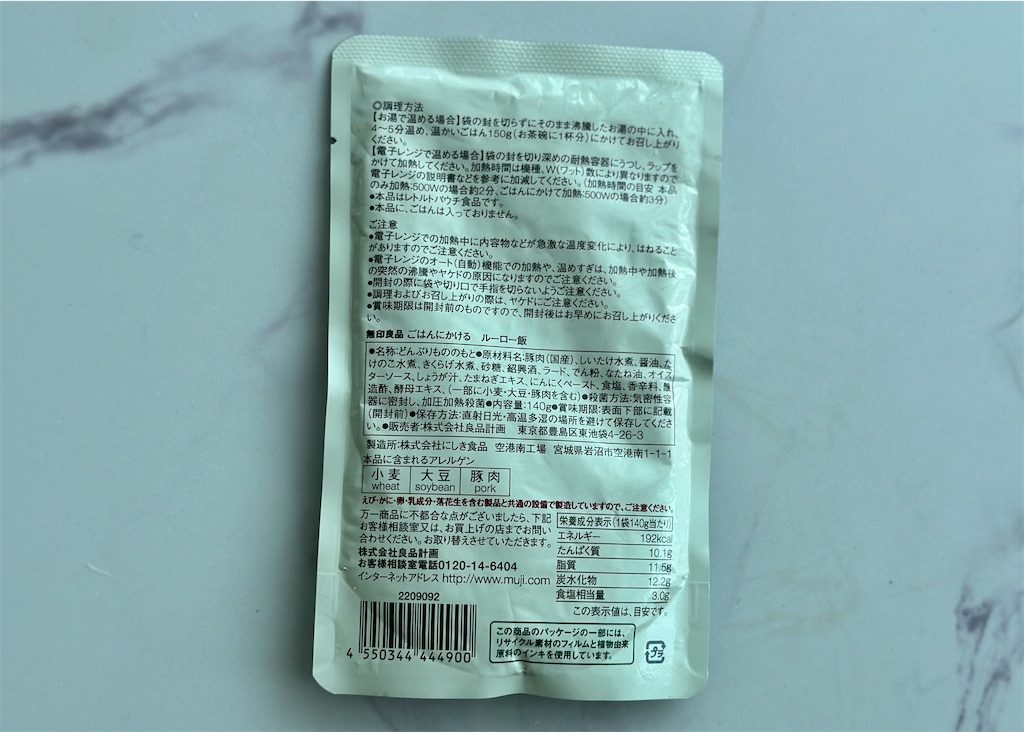 ◎調理方法
【お湯で温める場合】袋の封を切らずにそのまま沸騰したお湯の中に入れ、
4〜5分温め、温かいごはん150g(お茶碗に1杯分)にかけてお召し上がり
ください。
【電子レンジで温める場合】袋の封を切り深めの耐熱容器にうつし、ラップを
かけて加熱してください。加熱時間は機種、W(ワット)数により異なりますので
電子レンジの説明書などを参考に加減してください。(加熱時間の目安 本品
のみ加熱:500Wの場合約2分、ごはんにかけて加熱:500Wの場合約3分)
●本品はレトルトパウチ食品です。
●本品に、ごはんは入っておりません。
ご注意
●電子レンジでの加熱中に内容物などが急激な温度変化により、はねること
がありますのでご注意ください。
●電子レンジのオート(自動)機能での加熱や、温めすぎは、加熱中や加熱後
の突然の沸騰やヤケドの原因になりますのでご注意ください。
●開封の際に袋や切り口で手指を切らないようご注意ください。
●調理およびお召し上がりの際は、ヤケドにご注意ください。
●賞味期限は開封前のものですので、開封後はお早めにお召し上がりくださ
い。
無印良品 ごはんにかける ルーロー飯
●名称:どんぶりもののもと●原材料名:豚肉(国産)、しいたけ水煮、醤油、た
けのこ水煮、きくらげ水煮、砂糖、紹興酒、ラード、でん粉、なたね油、オイス
ターソース、しょうが汁、たまねぎエキス、にんにくペースト、食塩、香辛料、醸
造酢、酵母エキス、(一部に小麦・大豆・豚肉を含む)●殺菌方法:気密性容
器に密封し、加圧加熱殺菌●内容量:140g●賞味期限:表面下部に記載
(開封前)●保存方法:直射日光・高温多湿の場所を避けて保存してくださ
い。●販売者:株式会社良品計画 東京都豊島区東池袋4-26-3
製造所:株式会社にしき食品 空港南工場 宮城県岩沼市空港南1-1-1
本品に含まれるアレルゲン
小麦 大豆 豚肉
wheat soybean pork
えび・かに・卵・乳成分・落花生を含む製品と共通の設備で製造していますので、ご注意ください。
万一商品に不都合な点がございましたら、下記
お客様相談室又は、お買上げの店までお問い
合わせください。お取り替えさせていただきます。
株式会社良品計画
お客様相談室電話0120-14-6404
インターネットアドレス http://www.muji.com
栄養成分表示(1袋140g当たり)
エネルギー 192kcal
たんぱく質 10.1g
脂質 11.5g
炭水化物 12.2g
食塩相当量 3.0g
この表示値は、目安です。
2209092
4 550344 444900
この商品のパッケージの一部には、
リサイクル素材のフィルムと植物由来
原料のインキを使用しています。
プラ